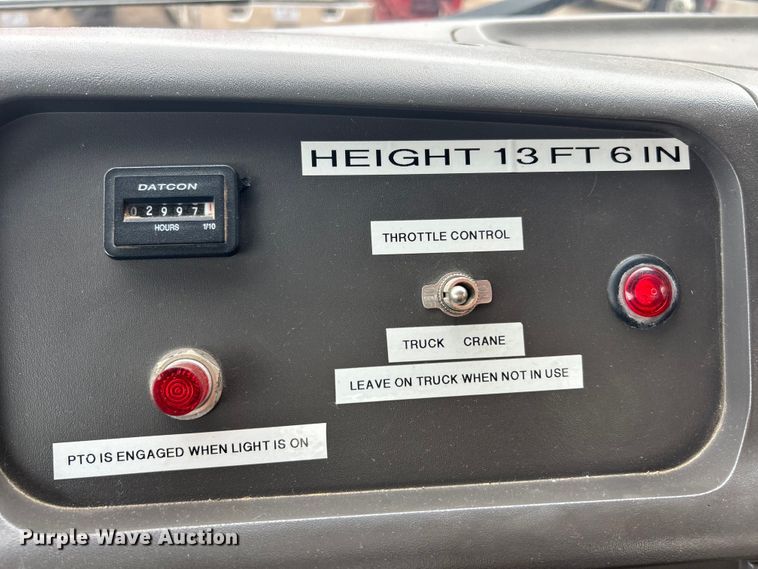 HEIGHT 13 FT 6 IN
DATCON
02997
HOURS 1/10
THROTTLE CONTROL
TRUCK CRANE
LEAVE ON TRUCK WHEN NOT IN USE
PTO IS ENGAGED WHEN LIGHT IS ON
Purple Wave Auction